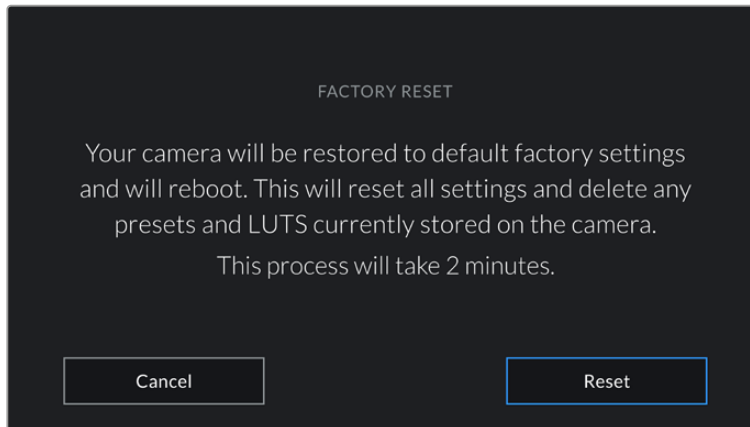 FACTORY RESET
Your camera will be restored to default factory settings
and will reboot. This will reset all settings and delete any
presets and LUTS currently stored on the camera.
This process will take 2 minutes.
Cancel
Reset